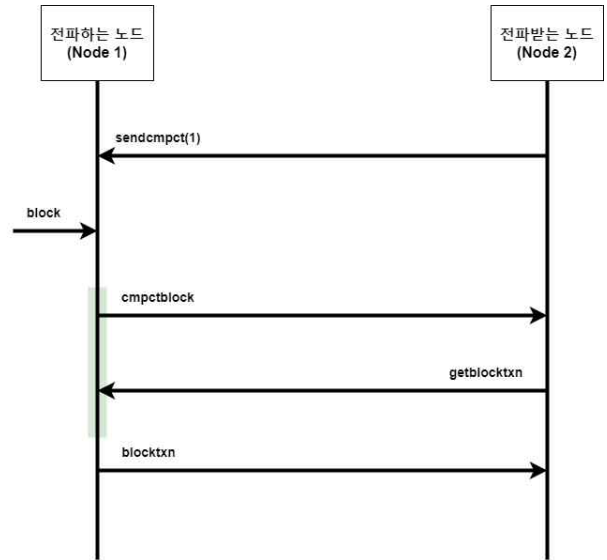 전파하는 노드
(Node 1)
전파받는 노드
(Node 2)
sendcmpct(1)
block
cmpctblock
getblocktxn
blocktxn